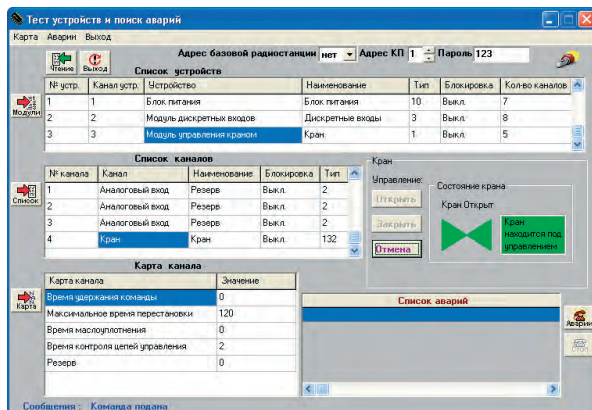 Тест устройств и поиск аварий
Карта Аварии Выход
Чтение Выход Адрес базовой радиостанции нет Адрес КП 1 Пароль 123
Список устройств
№ устр. Канал устр. Устройство Наименование Тип Блокировка Кол-во каналов
1 1 Блок питания Блок питания 10 Выкл. 7
2 2 Модуль дискретных входов Дискретные входы 3 Выкл. 8
3 3 Модуль управления краном Кран 1 Выкл. 5
Модули
Список каналов
№ канала Канал Наименование Блокировка Тип
1 Аналоговый вход Резерв Выкл. 2
2 Аналоговый вход Резерв Выкл. 2
3 Аналоговый вход Резерв Выкл. 2
4 Кран Кран Выкл. 132
Список
Кран
Управление:
Открыть
Закрыть
Отмена
Состояние крана
Кран Открыт
Кран
находится под
управлением
Карта канала
Карта канала Значение
Время удержания команды 0
Максимальное время перестановки 120
Время маслоуплотнения 0
Время контроля цепей управления 2
Резерв 0
Карта
Список аварий
Аварии
СТОП
Сообщения : Команда подана